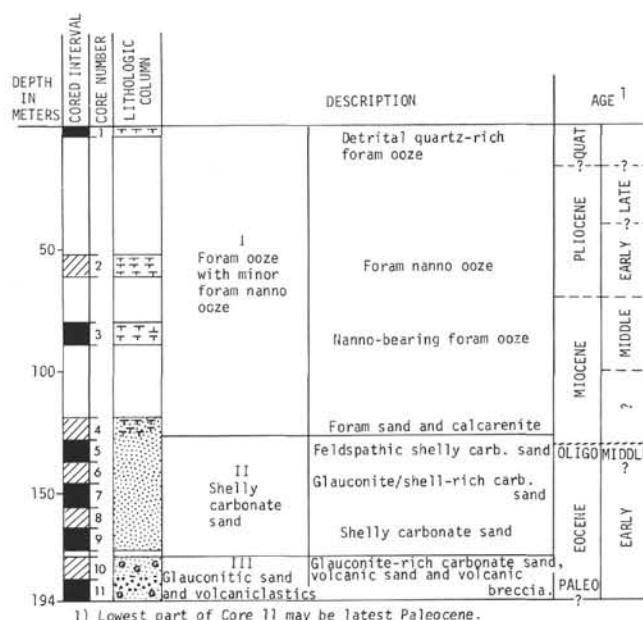 DEPTH
IN
METERS
CORED INTERVAL
CORE NUMBER
LITHOLOGIC
COLUMN
DESCRIPTION
AGE 1
1
Detrital quartz-rich
foram ooze
QUAT
?
?
LATE
PLIOCENE
?
50
2
I
Foram ooze
with minor
foram nanno
ooze
Foram nanno ooze
EARLY
3
Nanno-bearing foram ooze
MIDDLE
100
MIOCENE
?
4
Foram sand and calcarenite
5
Feldspathic shelly carb. sand
OLIGO
MIDDLE
?
6
II
Shelly
carbonate
sand
Glauconite/shell-rich carb.
sand
150
7
8
9
Shelly carbonate sand
EOCENE
EARLY
10
III
Glauconitic sand
and volcaniclastics
Glauconite-rich carbonate sand,
volcanic sand and volcanic
breccia.
11
PALEO
194
?
1) Lowest part of Core 11 may be latest Paleocene.